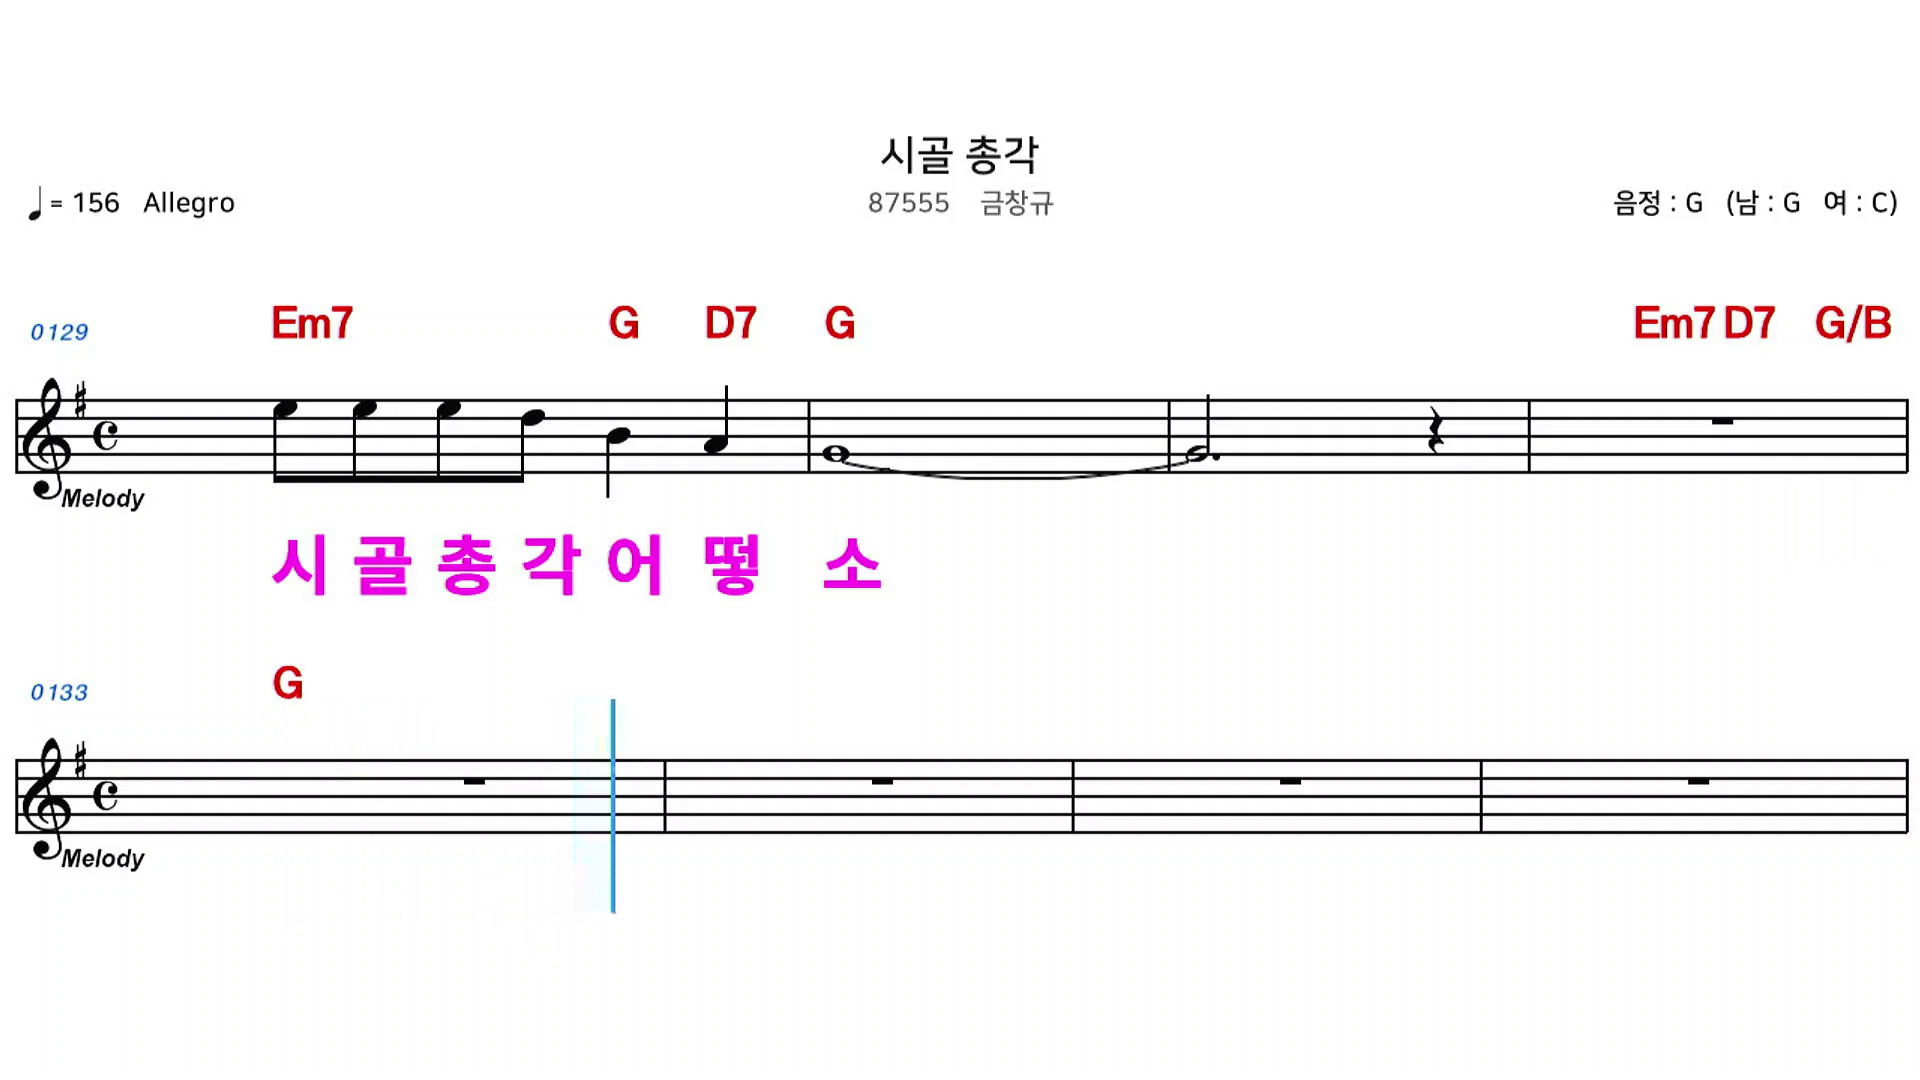 시골 총각
♩= 156 Allegro 87555 금창규 음정 : G (남 : G 여 : C)
0129 Em7 G D7 G Em7 D7 G/B
Melody
시 골 총 각 어 떻 소
0133 G
Melody